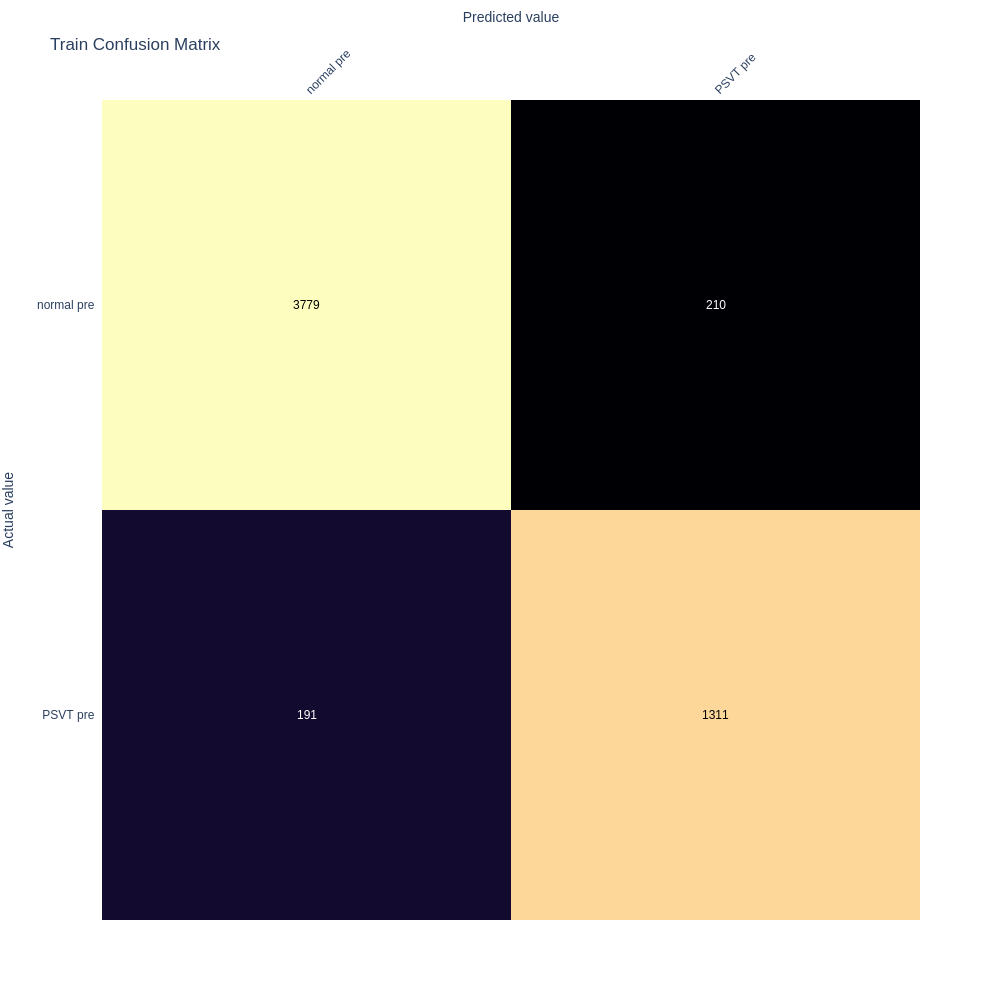 Predicted value
Train Confusion Matrix
normal pre
PSVT pre
normal pre
3779
210
Actual value
PSVT pre
191
1311